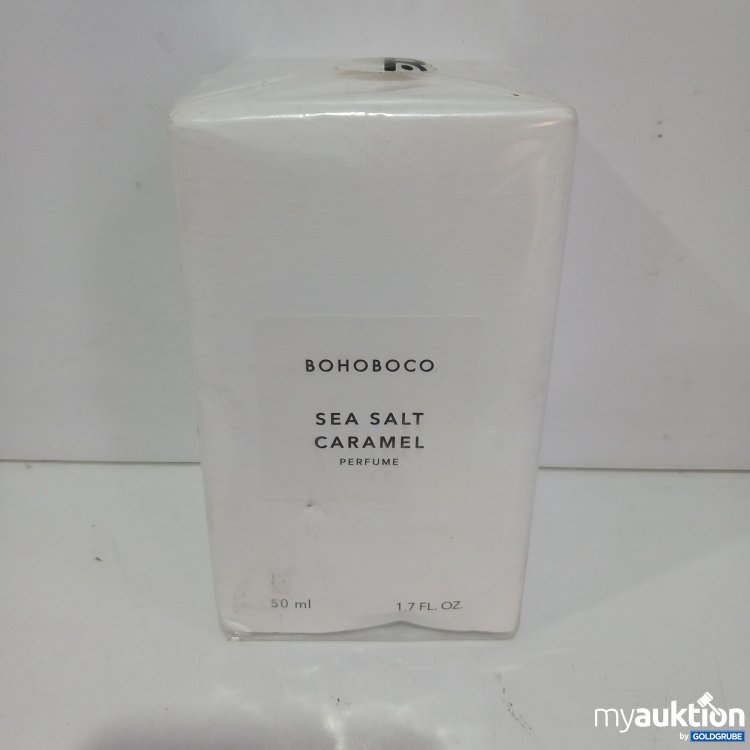 BOHOBOCO
SEA SALT
CARAMEL
PERFUME
50 ml 1.7 FL. OZ.
myauktion
by GOLDGRUBE